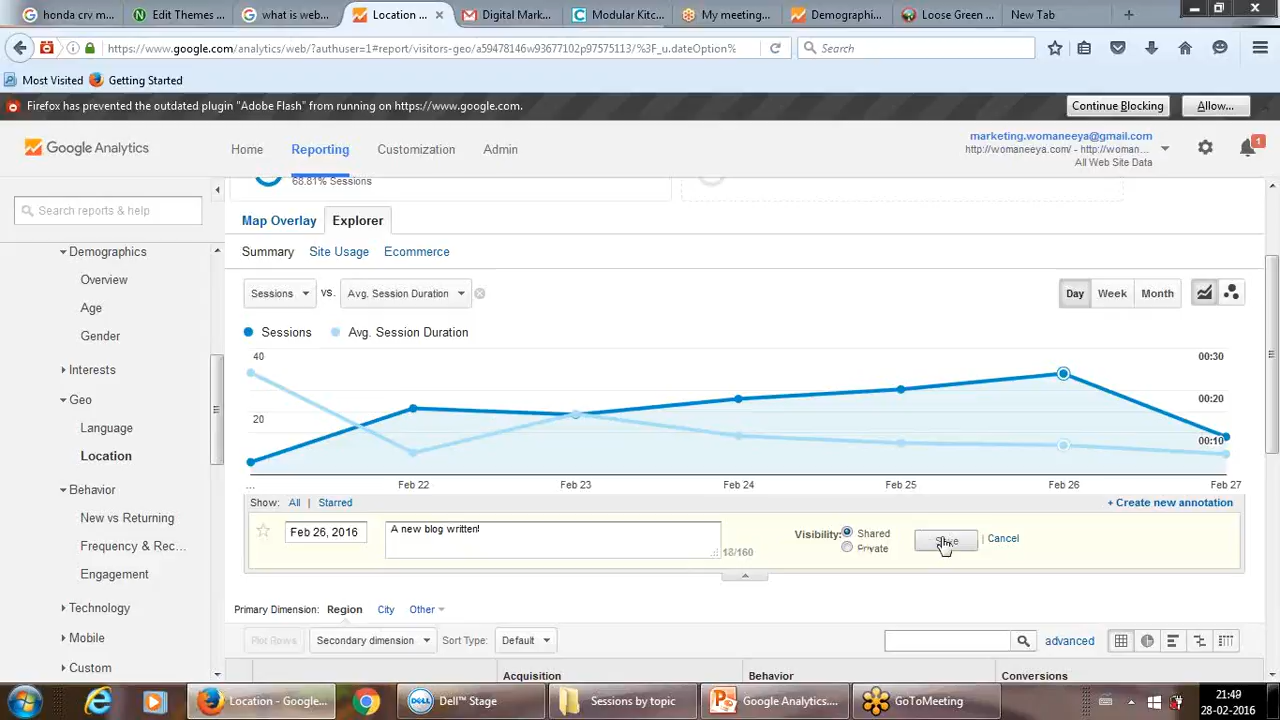 honda crv m...
Edit Themes ...
what is web...
Location ...
Digital Mark...
Modular Kitc...
My meeting...
Demographi...
Loose Green ...
New Tab
https://www.google.com/analytics/web/?authuser=1#report/visitors-geo/a59478146w93677102p97575113/%3F_u.dateOption%
Search
Most Visited
Getting Started
Firefox has prevented the outdated plugin "Adobe Flash" from running on https://www.google.com.
Continue Blocking
Allow...
Google Analytics
Home
Reporting
Customization
Admin
marketing.womaneeya@gmail.com
http://womaneeya.com/ - http://woman...
All Web Site Data
1
68.81% Sessions
Search reports & help
Map Overlay
Explorer
Demographics
Overview
Age
Gender
Interests
Geo
Language
Location
Behavior
New vs Returning
Frequency & Rec...
Engagement
Technology
Mobile
Custom
Summary
Site Usage
Ecommerce
Sessions
vs.
Avg. Session Duration
Day
Week
Month
Sessions
Avg. Session Duration
40
00:30
00:20
20
00:10
...
Feb 22
Feb 23
Feb 24
Feb 25
Feb 26
Feb 27
Show: All | Starred
+ Create new annotation
Feb 26, 2016
A new blog written!
18/160
Visibility:
Shared
Private
| Cancel
Primary Dimension: Region City Other
Plot Rows
Secondary dimension
Sort Type:
Default
advanced
Acquisition
Behavior
Conversions
Location - Google...
DELL
Dell™ Stage
Sessions by topic
Google Analytics....
GoToMeeting
21:49
28-02-2016